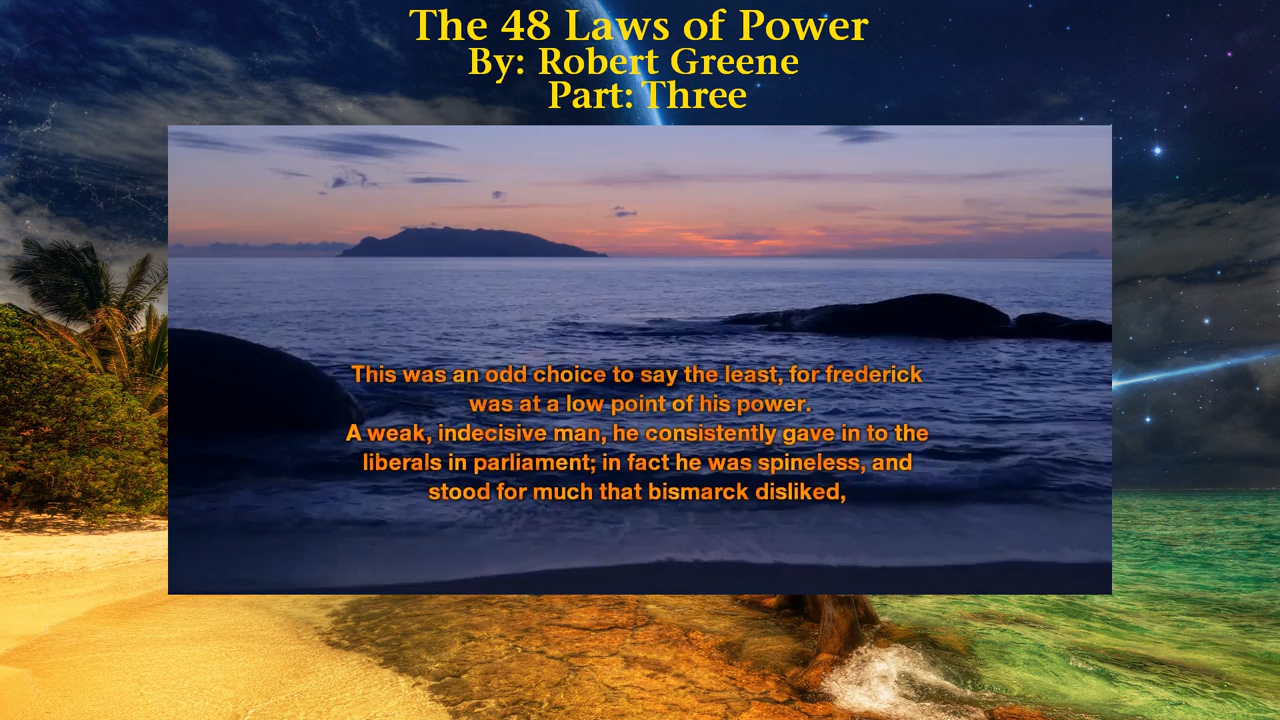 The 48 Laws of Power
By: Robert Greene
Part: Three
This was an odd choice to say the least, for frederick
was at a low point of his power.
A weak, indecisive man, he consistently gave in to the
liberals in parliament; in fact he was spineless, and
stood for much that bismarck disliked,